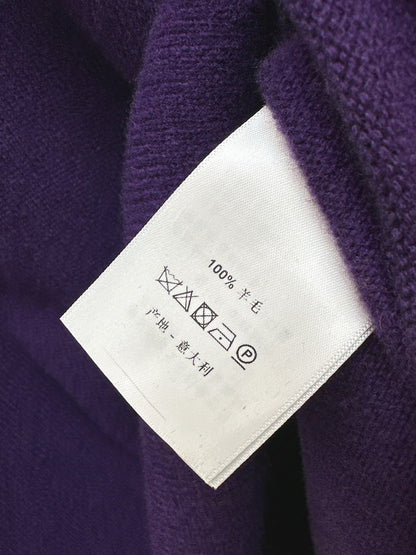 100% 羊毛
产地 - 意大利